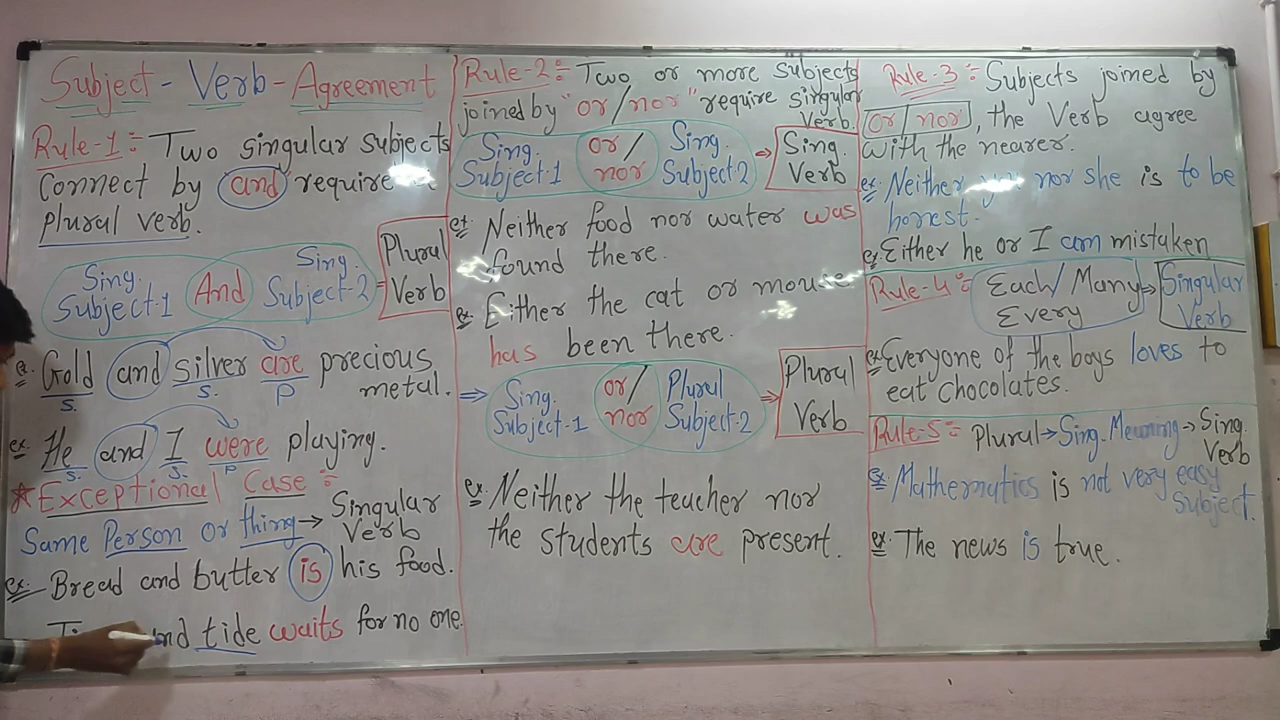 Subject - Verb - Agreement
Rule-1:- Two singular subjects
connect by and require a
plural verb.
Sing. Subject-1 And Sing. Subject-2 = Plural Verb
ex: Gold and silver are precious
S. S. P metal.
ex: He and I were playing.
S. S. P
* Exceptional Case :-
Same Person or thing → Singular Verb
ex:- Bread and butter is his food.
tide waits for no one.
Rule-2:- Two or more subjects
joined by "or/nor" require singular
verb.
Sing. Subject-1 or/nor Sing. Subject-2 ⇒ Sing. Verb
ex: Neither food nor water was
found there.
ex: Either the cat or mouse
has been there.
⇒ Sing. Subject-1 or/nor Plural Subject-2 ⇒ Plural Verb
ex: Neither the teacher nor
the students are present.
Rule-3:- Subjects joined by
or/nor, the Verb agree
with the nearer.
ex: Neither you nor she is to be
honest.
ex: Either he or I am mistaken
Rule-4:- Each/Many Every → Singular Verb
ex: Everyone of the boys loves to
eat chocolates.
Rule-5:- Plural → Sing. Meaning → Sing. Verb
ex: Mathematics is not very easy
Subject.
ex: The news is true.